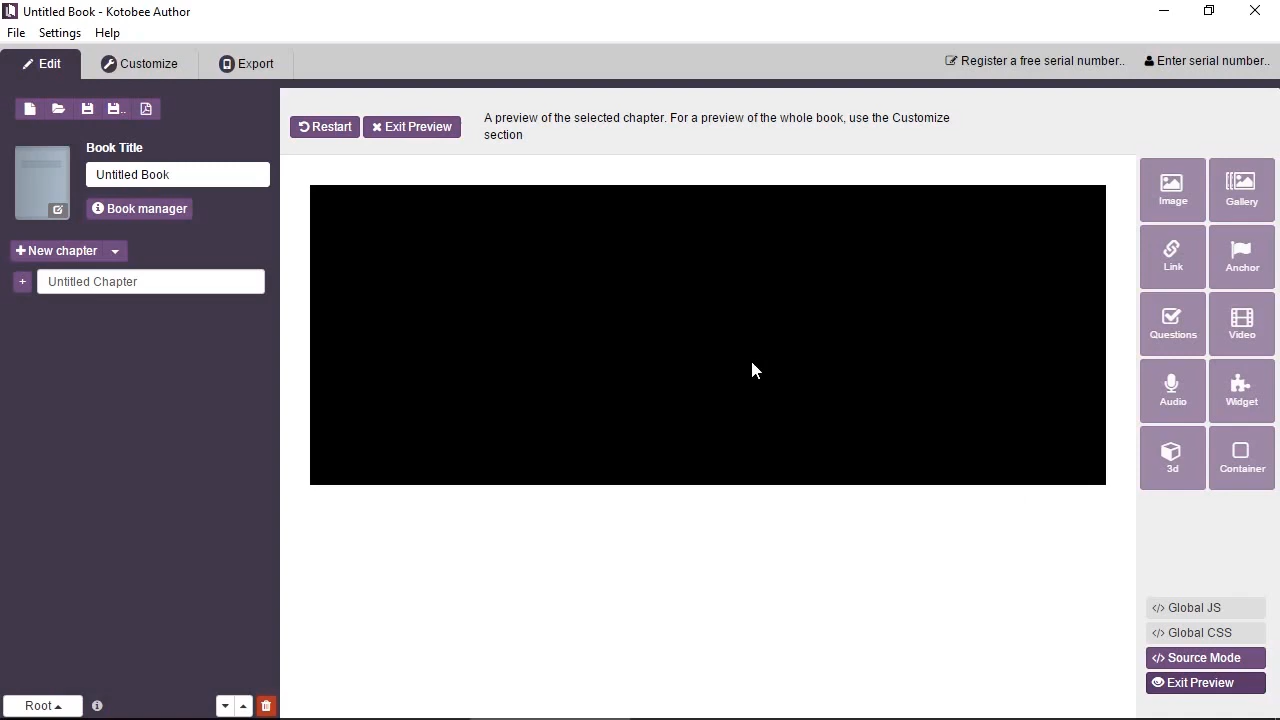 Untitled Book - Kotobee Author
File Settings Help
Edit Customize Export Register a free serial number.. Enter serial number..
Restart Exit Preview A preview of the selected chapter. For a preview of the whole book, use the Customize
section
Book Title
Untitled Book
Book manager
New chapter
Untitled Chapter
Image Gallery
Link Anchor
Questions Video
Audio Widget
3d Container
Global JS
Global CSS
Source Mode
Exit Preview
Root